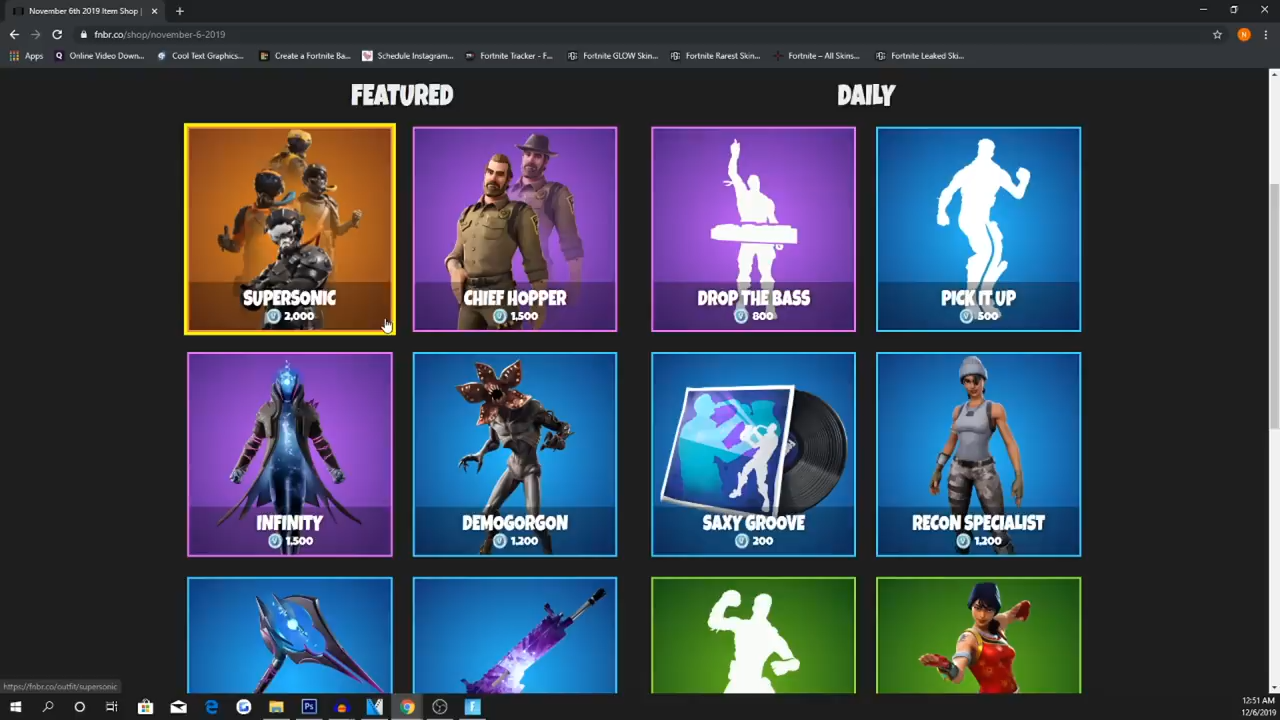 November 6th 2019 Item Shop |
fnbr.co/shop/november-6-2019
N
Apps
Online Video Down...
Cool Text Graphics...
Create a Fortnite Ba...
Schedule Instagram...
Fortnite Tracker - F...
Fortnite GLOW Skin...
Fortnite Rarest Skin...
Fortnite – All Skins...
Fortnite Leaked Ski...
FEATURED
DAILY
SUPERSONIC
2,000
CHIEF HOPPER
1,500
DROP THE BASS
800
PICK IT UP
500
INFINITY
1,500
DEMOGORGON
1,200
SAXY GROOVE
200
RECON SPECIALIST
1,200
https://fnbr.co/outfit/supersonic
12:51 AM
12/6/2019